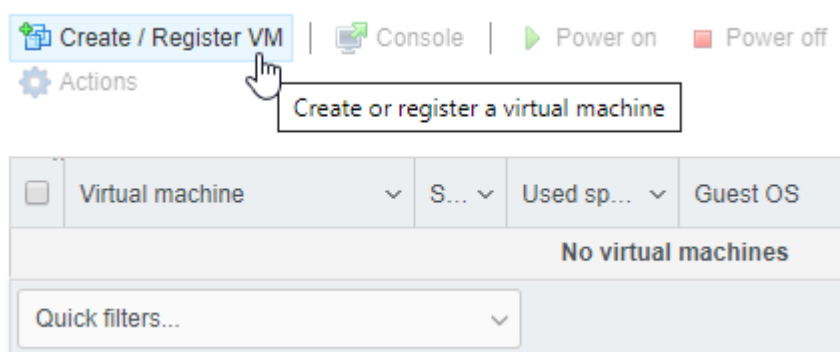 Create / Register VM | Console | Power on Power off
Actions
Create or register a virtual machine
Virtual machine S... Used sp... Guest OS
No virtual machines
Quick filters...